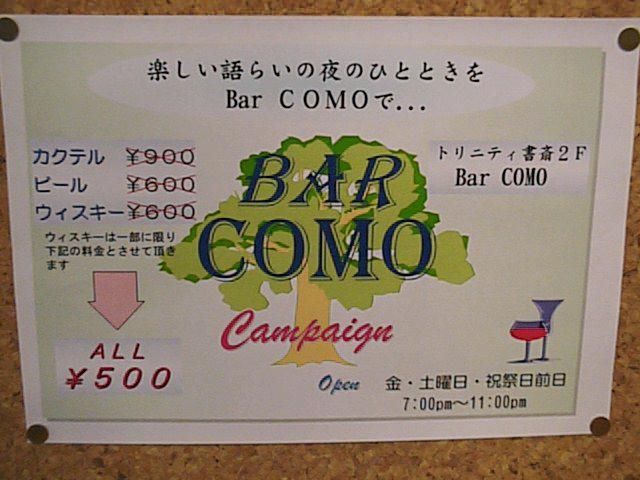 楽しい語らいの夜のひとときを
Bar COMOで...
カクテル ¥900
ビール ¥600
ウィスキー ¥600
ウィスキーは一部に限り
下記の料金とさせて頂き
ます
ALL
¥500
BAR
COMO
Campaign
トリニティ書斎2F
Bar COMO
Open 金・土曜日・祝祭日前日
7:00pm～11:00pm